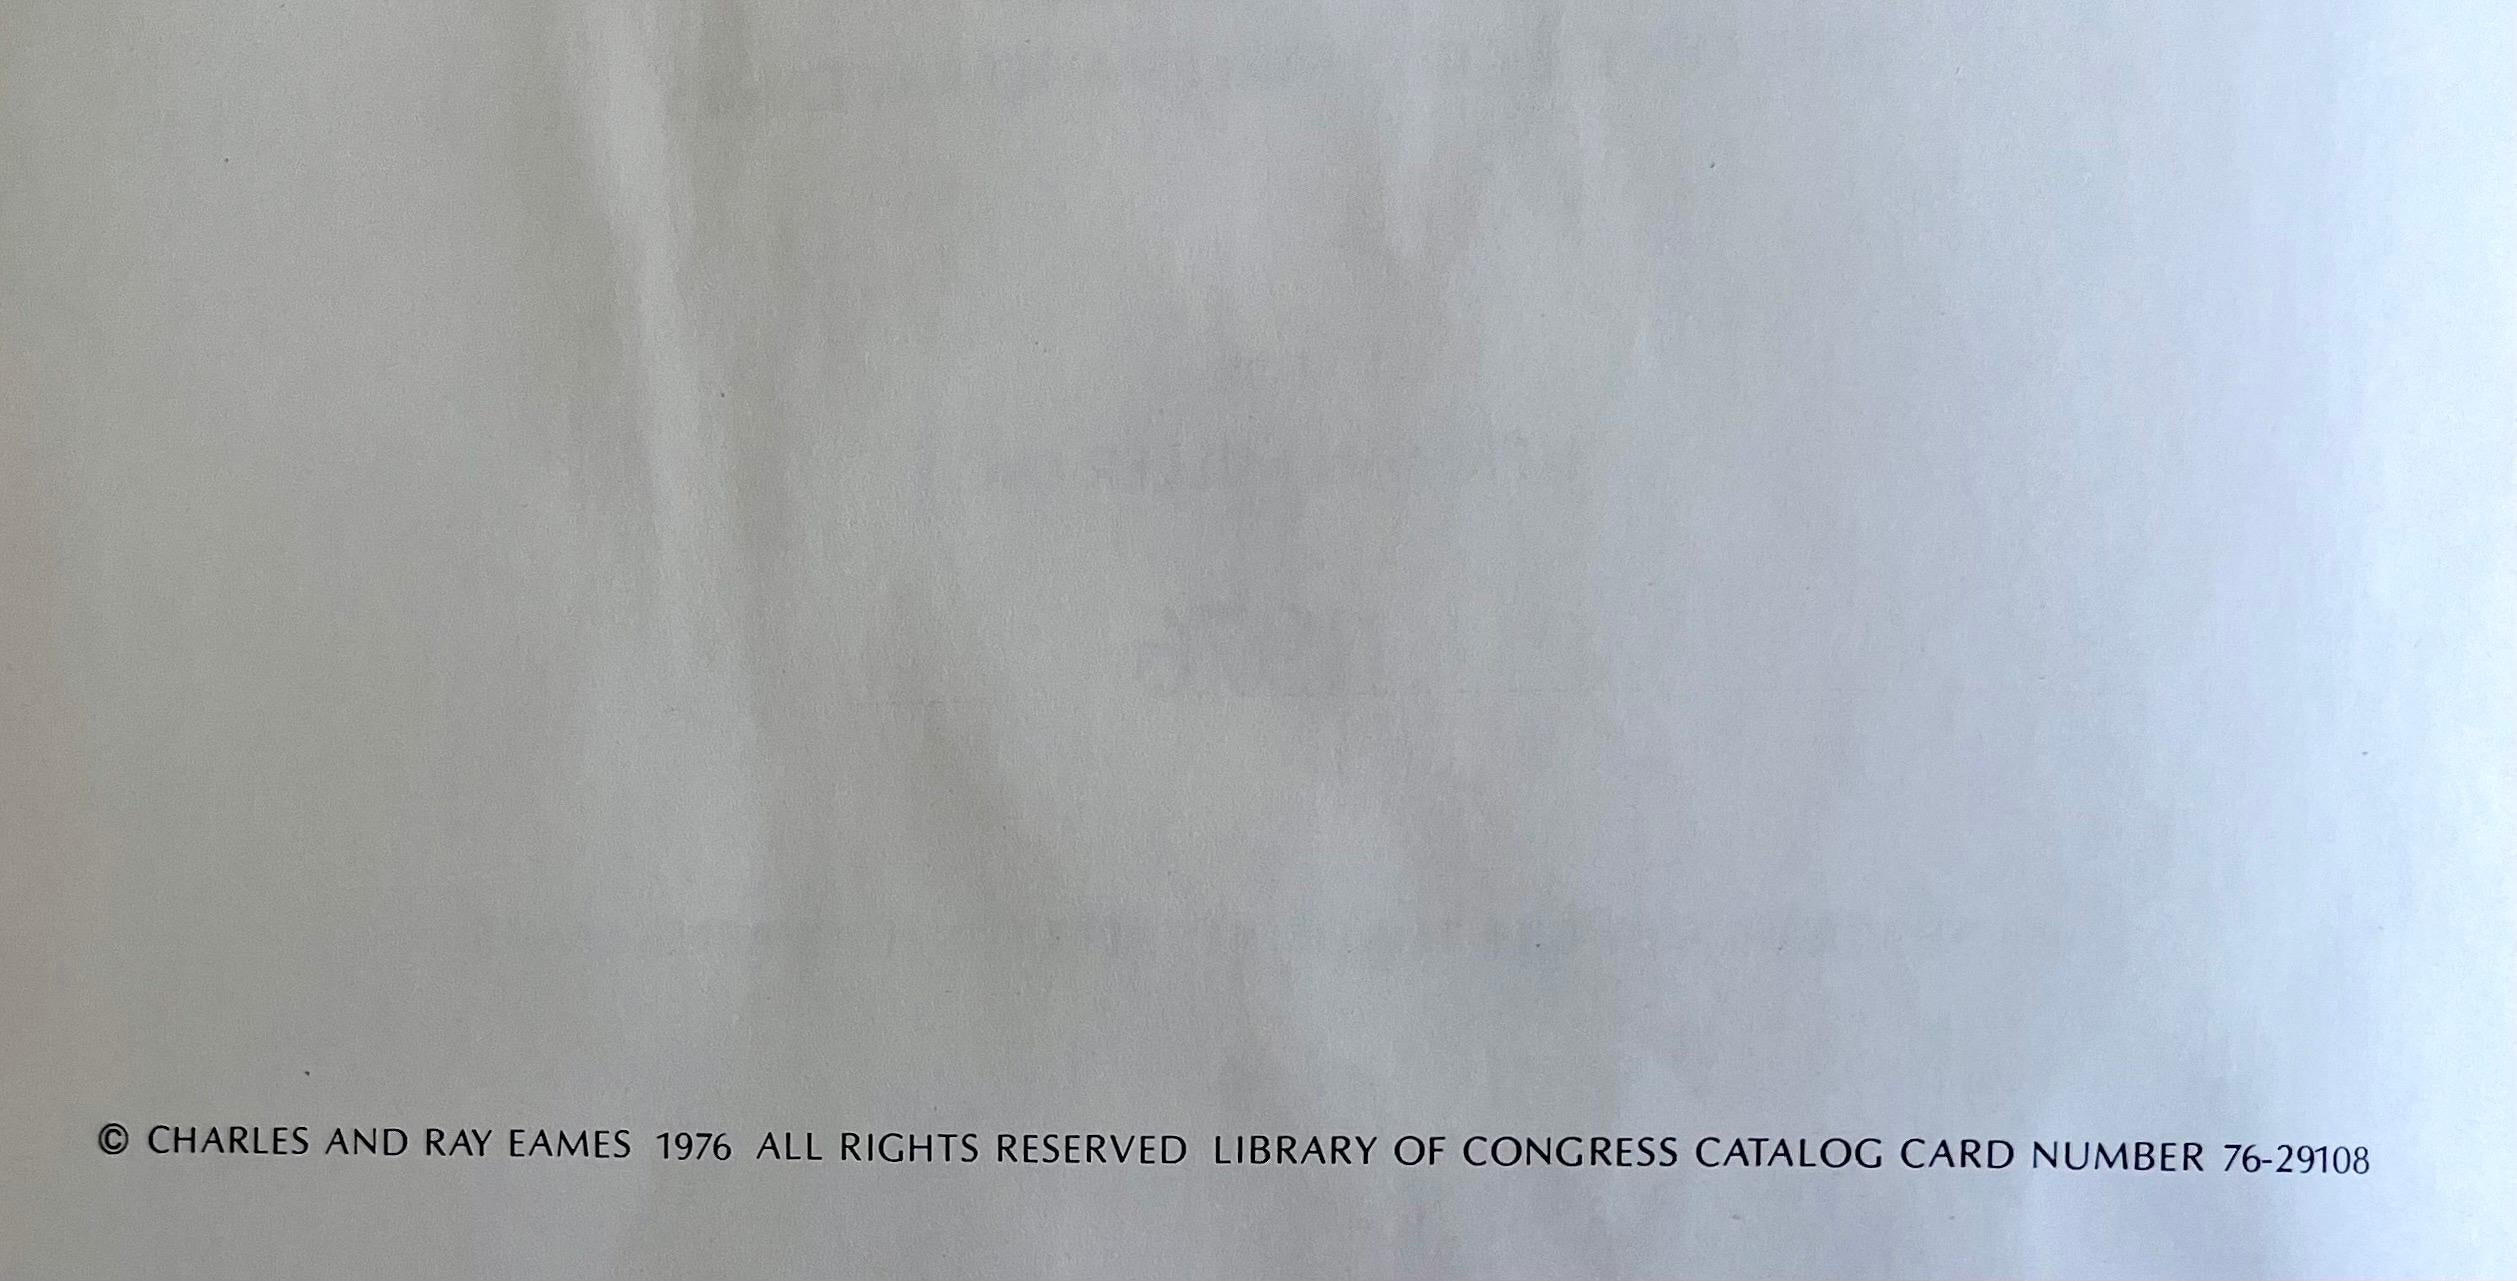 © CHARLES AND RAY EAMES 1976 ALL RIGHTS RESERVED LIBRARY OF CONGRESS CATALOG CARD NUMBER 76-29108